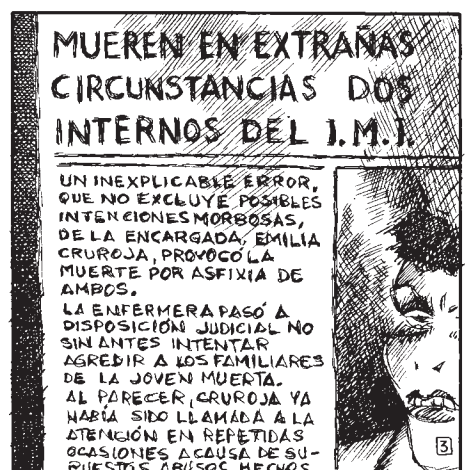 MUEREN EN EXTRAÑAS
CIRCUNSTANCIAS DOS
INTERNOS DEL I.M.I.
UN INEXPLICABLE ERROR,
QUE NO EXCLUYE POSIBLES
INTENCIONES MORBOSAS,
DE LA ENCARGADA, EMILIA
CRUROJA, PROVOCÓ LA
MUERTE POR ASFIXIA DE
AMBOS.
LA ENFERMERA PASÓ A
DISPOSICIÓN JUDICIAL NO
SIN ANTES INTENTAR
AGREDIR A LOS FAMILIARES
DE LA JOVEN MUERTA.
AL PARECER, CRUROJA YA
HABÍA SIDO LLAMADA A LA
ATENCIÓN EN REPETIDAS
OCASIONES A CAUSA DE SU-
PUESTOS ABUSOS HECHOS
3